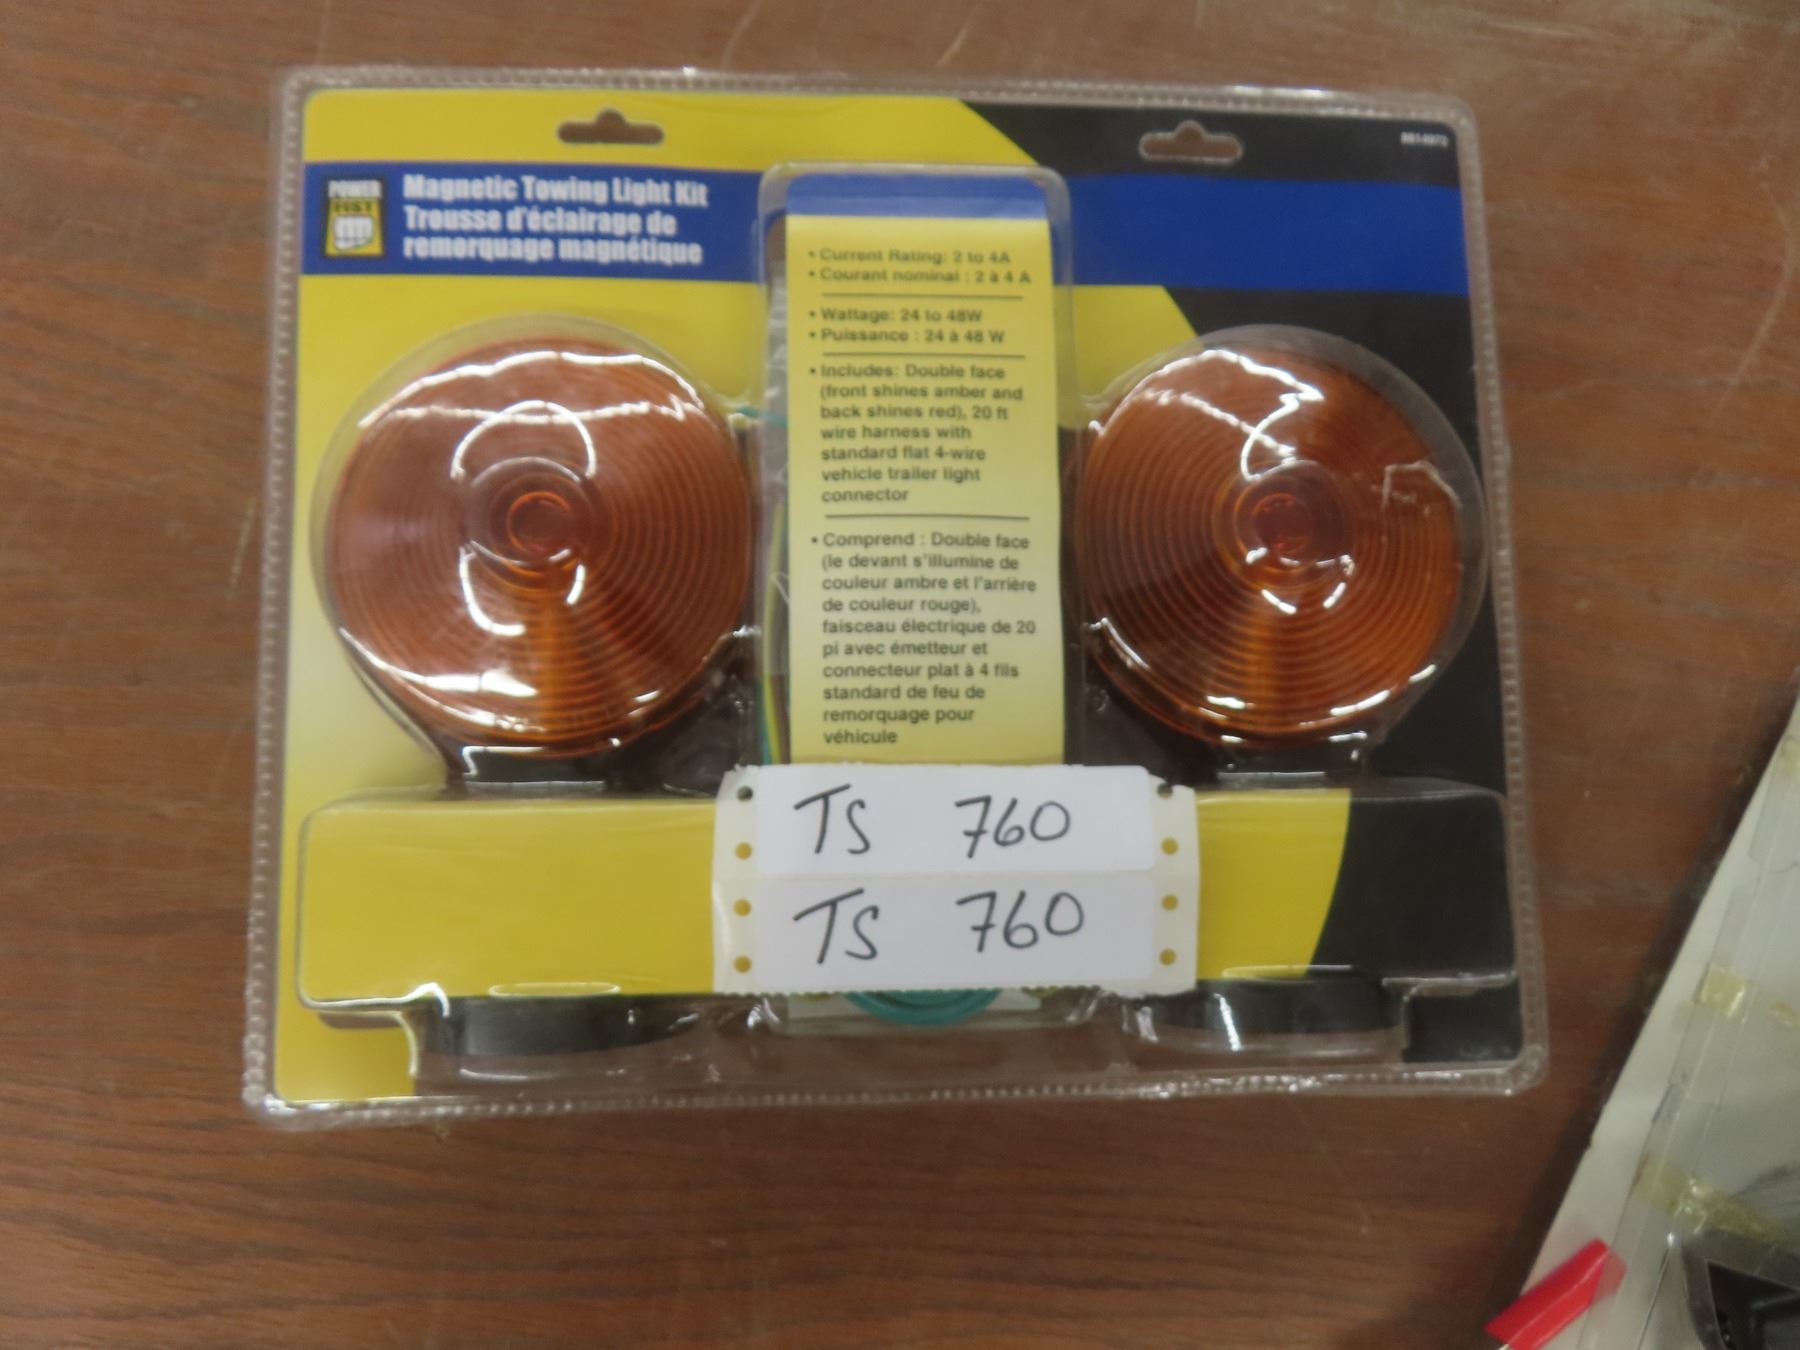 POWER
FIST
Magnetic Towing Light Kit
Trousse d'éclairage de
remorquage magnétique
• Current Rating: 2 to 4A
• Courant nominal : 2 à 4 A
• Wattage: 24 to 48W
• Puissance : 24 à 48 W
• Includes: Double face
(front shines amber and
back shines red), 20 ft
wire harness with
standard flat 4-wire
vehicle trailer light
connector
• Comprend : Double face
(le devant s'illumine de
couleur ambre et l'arrière
de couleur rouge),
faisceau électrique de 20
pi avec émetteur et
connecteur plat à 4 fils
standard de feu de
remorquage pour
véhicule
TS 760
TS 760